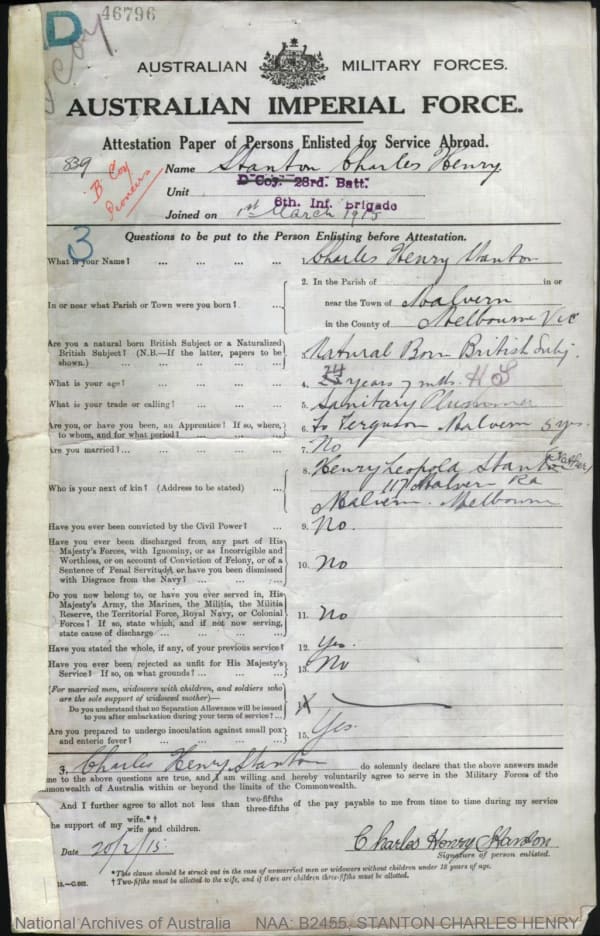 D 46796
D Coy
AUSTRALIAN MILITARY FORCES.
AUSTRALIAN IMPERIAL FORCE.
Attestation Paper of Persons Enlisted for Service Abroad.
839 Name Stanton Charles Henry
B Coy
Pioneers
Unit D Coy. 23rd. Batt.
6th. Inf. brigade
Joined on 1st March 1915
3 Questions to be put to the Person Enlisting before Attestation.
What is your Name? ... ... ... ... 1. Charles Henry Stanton
In or near what Parish or Town were you born? ... 2. In the Parish of in or
near the Town of Malvern
in the County of Melbourne Vic
Are you a natural born British Subject or a Naturalized
British Subject? (N.B.—If the latter, papers to be
shown.) ... ... ... ... 3. Natural Born British Subj.
What is your age? ... ... ... ... 4. 24 years 7 mths. HS
What is your trade or calling? ... ... ... 5. Sanitary Plummer
Are you, or have you been, an Apprentice? If so, where,
to whom, and for what period? ... ... ... 6. To Ferguson Malvern 5 yrs.
Are you married? ... ... ... ... 7. No
Who is your next of kin? (Address to be stated) ... 8. Henry Leopold Stanton (Father)
117 Malvern Rd
Malvern. Melbourne
Have you ever been convicted by the Civil Power? ... 9. No.
Have you ever been discharged from any part of His
Majesty's Forces, with Ignominy, or as Incorrigible and
Worthless, or on account of Conviction of Felony, or of a
Sentence of Penal Servitude, or have you been dismissed
with Disgrace from the Navy? ... ... ... 10. No
Do you now belong to, or have you ever served in, His
Majesty's Army, the Marines, the Militia, the Militia
Reserve, the Territorial Force, Royal Navy, or Colonial
Forces? If so, state which, and if not now serving,
state cause of discharge ... ... ... 11. No
Have you stated the whole, if any, of your previous service? 12. Yes.
Have you ever been rejected as unfit for His Majesty's
Service? If so, on what grounds? ... ... 13. No
(For married men, widowers with children, and soldiers who
are the sole support of widowed mother)—
Do you understand that no Separation Allowance will be issued
to you after embarkation during your term of service? ... 14.
Are you prepared to undergo inoculation against small pox
and enteric fever? ... ... ... ... 15. Yes.
I, Charles Henry Stanton do solemnly declare that the above answers made
me to the above questions are true, and I am willing and hereby voluntarily agree to serve in the Military Forces of the
mmonwealth of Australia within or beyond the limits of the Commonwealth.
And I further agree to allot not less than two-fifths three-fifths of the pay payable to me from time to time during my service
the support of my wife.*†
wife and children.
Date 20/2/15 Charles Henry Stanton
Signature of person enlisted.
*This clause should be struck out in the case of unmarried men or widowers without children under 18 years of age.
†Two-fifths must be allotted to the wife, and if there are children three-fifths must be allotted.
National Archives of Australia NAA: B2455, STANTON CHARLES HENRY